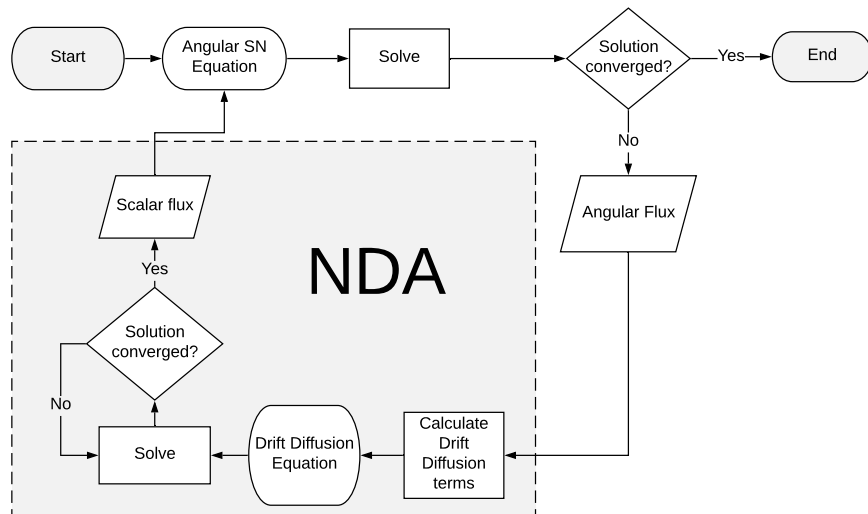 Start
Angular SN
Equation
Solve
Solution
converged?
Yes
End
No
Angular Flux
Scalar flux
NDA
Yes
Solution
converged?
No
Solve
Drift Diffusion
Equation
Calculate
Drift
Diffusion
terms